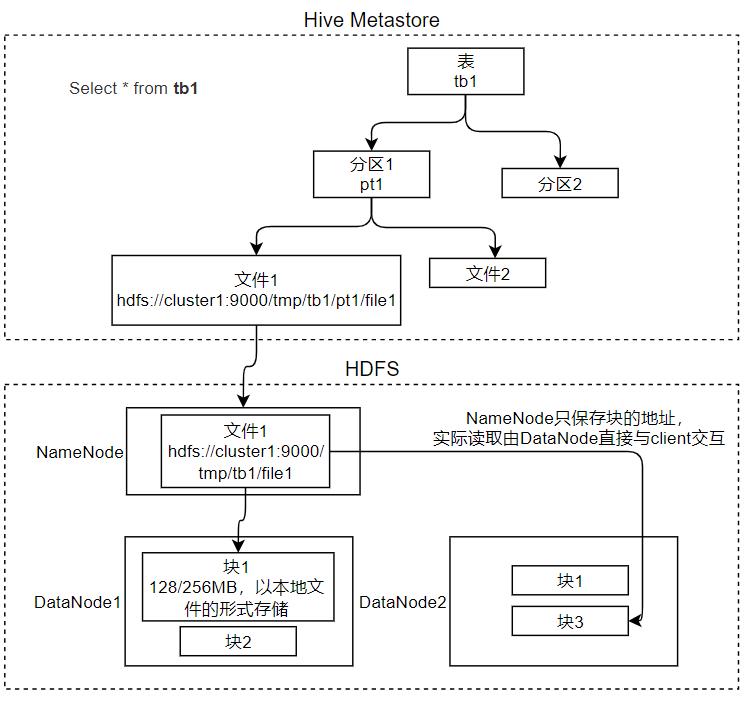 Hive Metastore
Select * from tb1
表
tb1
分区1
pt1
分区2
文件1
hdfs://cluster1:9000/tmp/tb1/pt1/file1
文件2
HDFS
NameNode
文件1
hdfs://cluster1:9000/
tmp/tb1/file1
NameNode只保存块的地址，
实际读取由DataNode直接与client交互
DataNode1
块1
128/256MB，以本地文
件的形式存储
块2
DataNode2
块1
块3